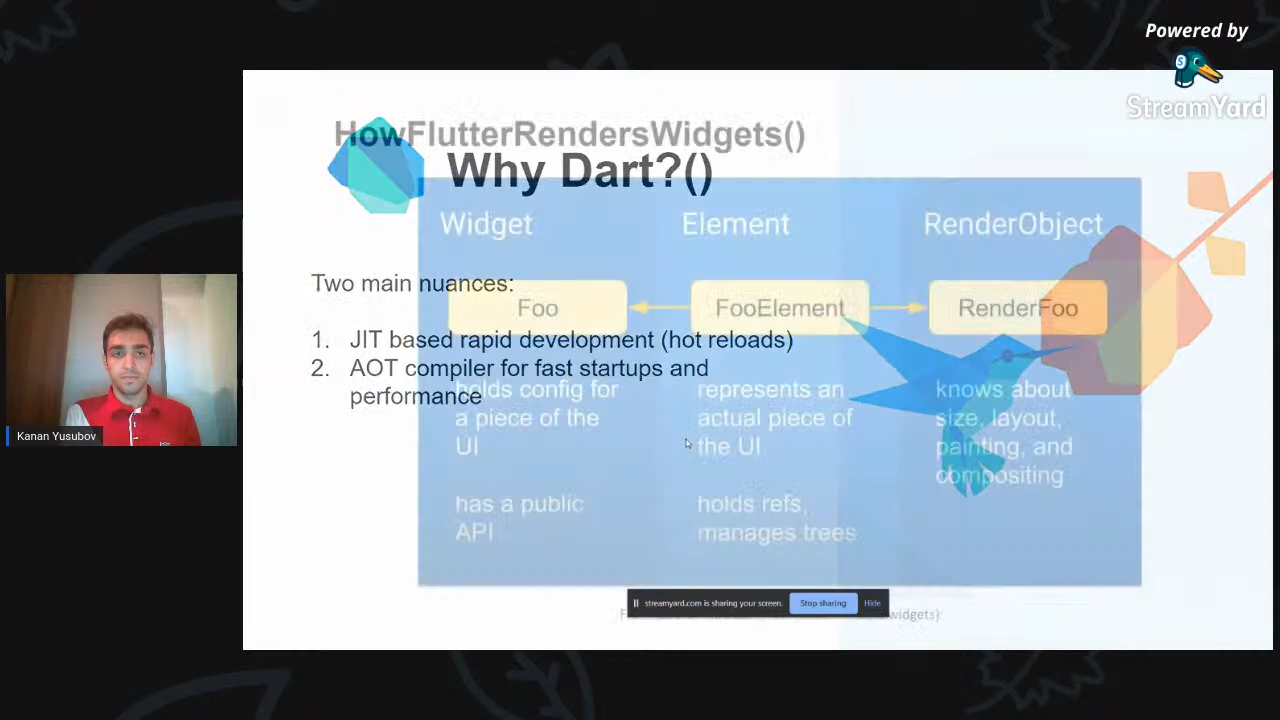 Powered by
StreamYard
HowFlutterRendersWidgets()
Why Dart?()
Widget
Element
RenderObject
Two main nuances:
Foo
FooElement
RenderFoo
1. JIT based rapid development (hot reloads)
2. AOT compiler for fast startups and
performance
holds config for
a piece of the
UI
has a public
API
represents an
actual piece of
the UI
holds refs,
manages trees
knows about
size, layout,
painting, and
compositing
Kanan Yusubov
streamyard.com is sharing your screen.
Stop sharing
Hide
widgets)